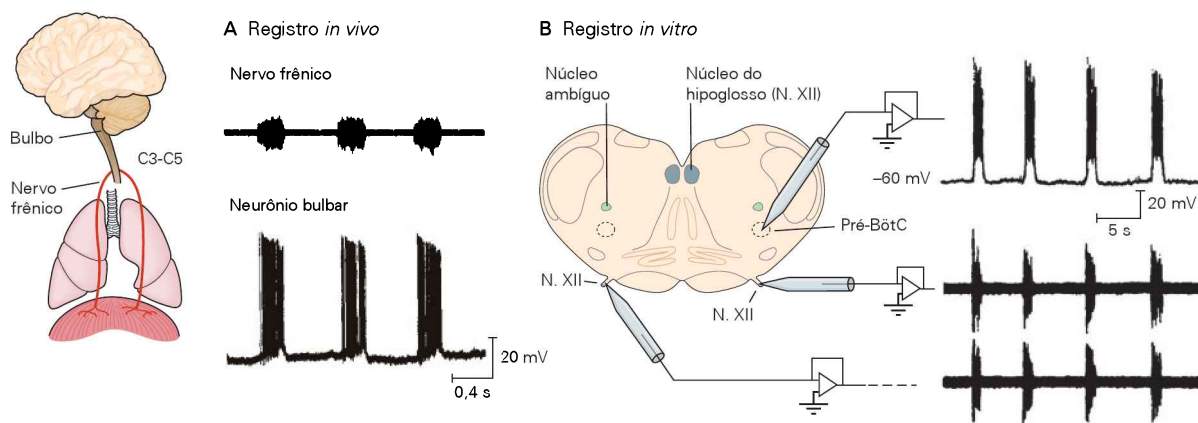 Bulbo
C3-C5
Nervo
frênico
A Registro in vivo
Nervo frênico
Neurônio bulbar
20 mV
0,4 s
B Registro in vitro
Núcleo
ambíguo
Núcleo do
hipoglosso (N. XII)
Pré-BötC
N. XII
N. XII
–60 mV
20 mV
5 s